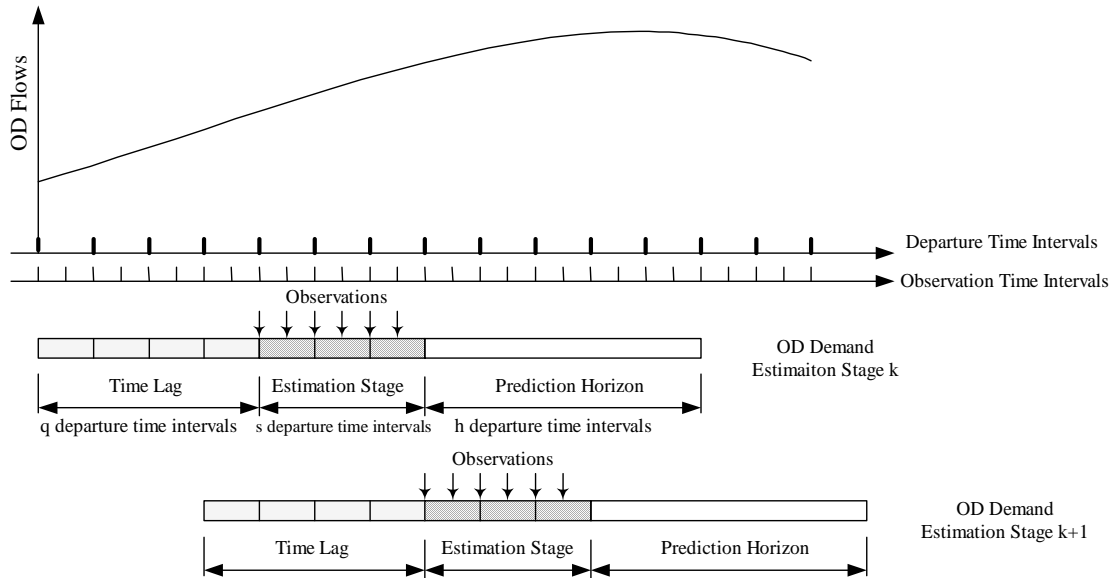 OD Flows
Departure Time Intervals
Observation Time Intervals
Observations
OD Demand
Estimaiton Stage k
Time Lag
Estimation Stage
Prediction Horizon
q departure time intervals
s departure time intervals
h departure time intervals
Observations
OD Demand
Estimation Stage k+1
Time Lag
Estimation Stage
Prediction Horizon